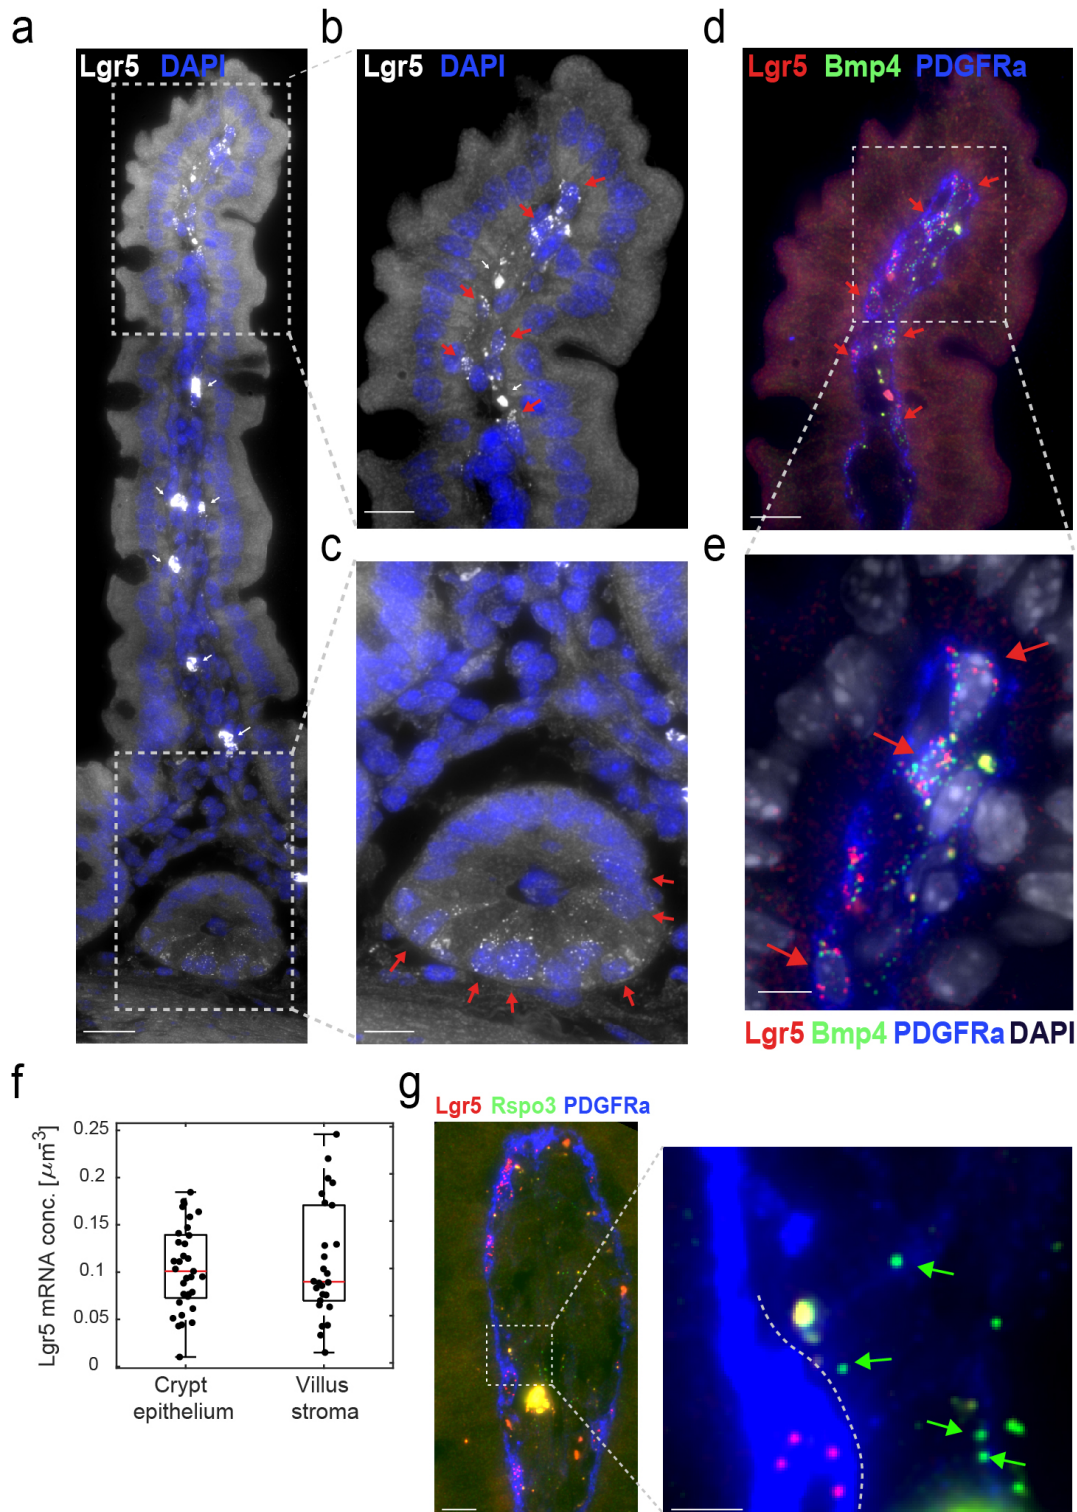 a
Lgr5 DAPI
b
Lgr5 DAPI
c
d
Lgr5 Bmp4 PDGFRa
e
Lgr5 Bmp4 PDGFRa DAPI
f
Lgr5 mRNA conc. [μm⁻³]
0.25
0.2
0.15
0.1
0.05
0
Crypt
epithelium
Villus
stroma
g
Lgr5 Rspo3 PDGFRa